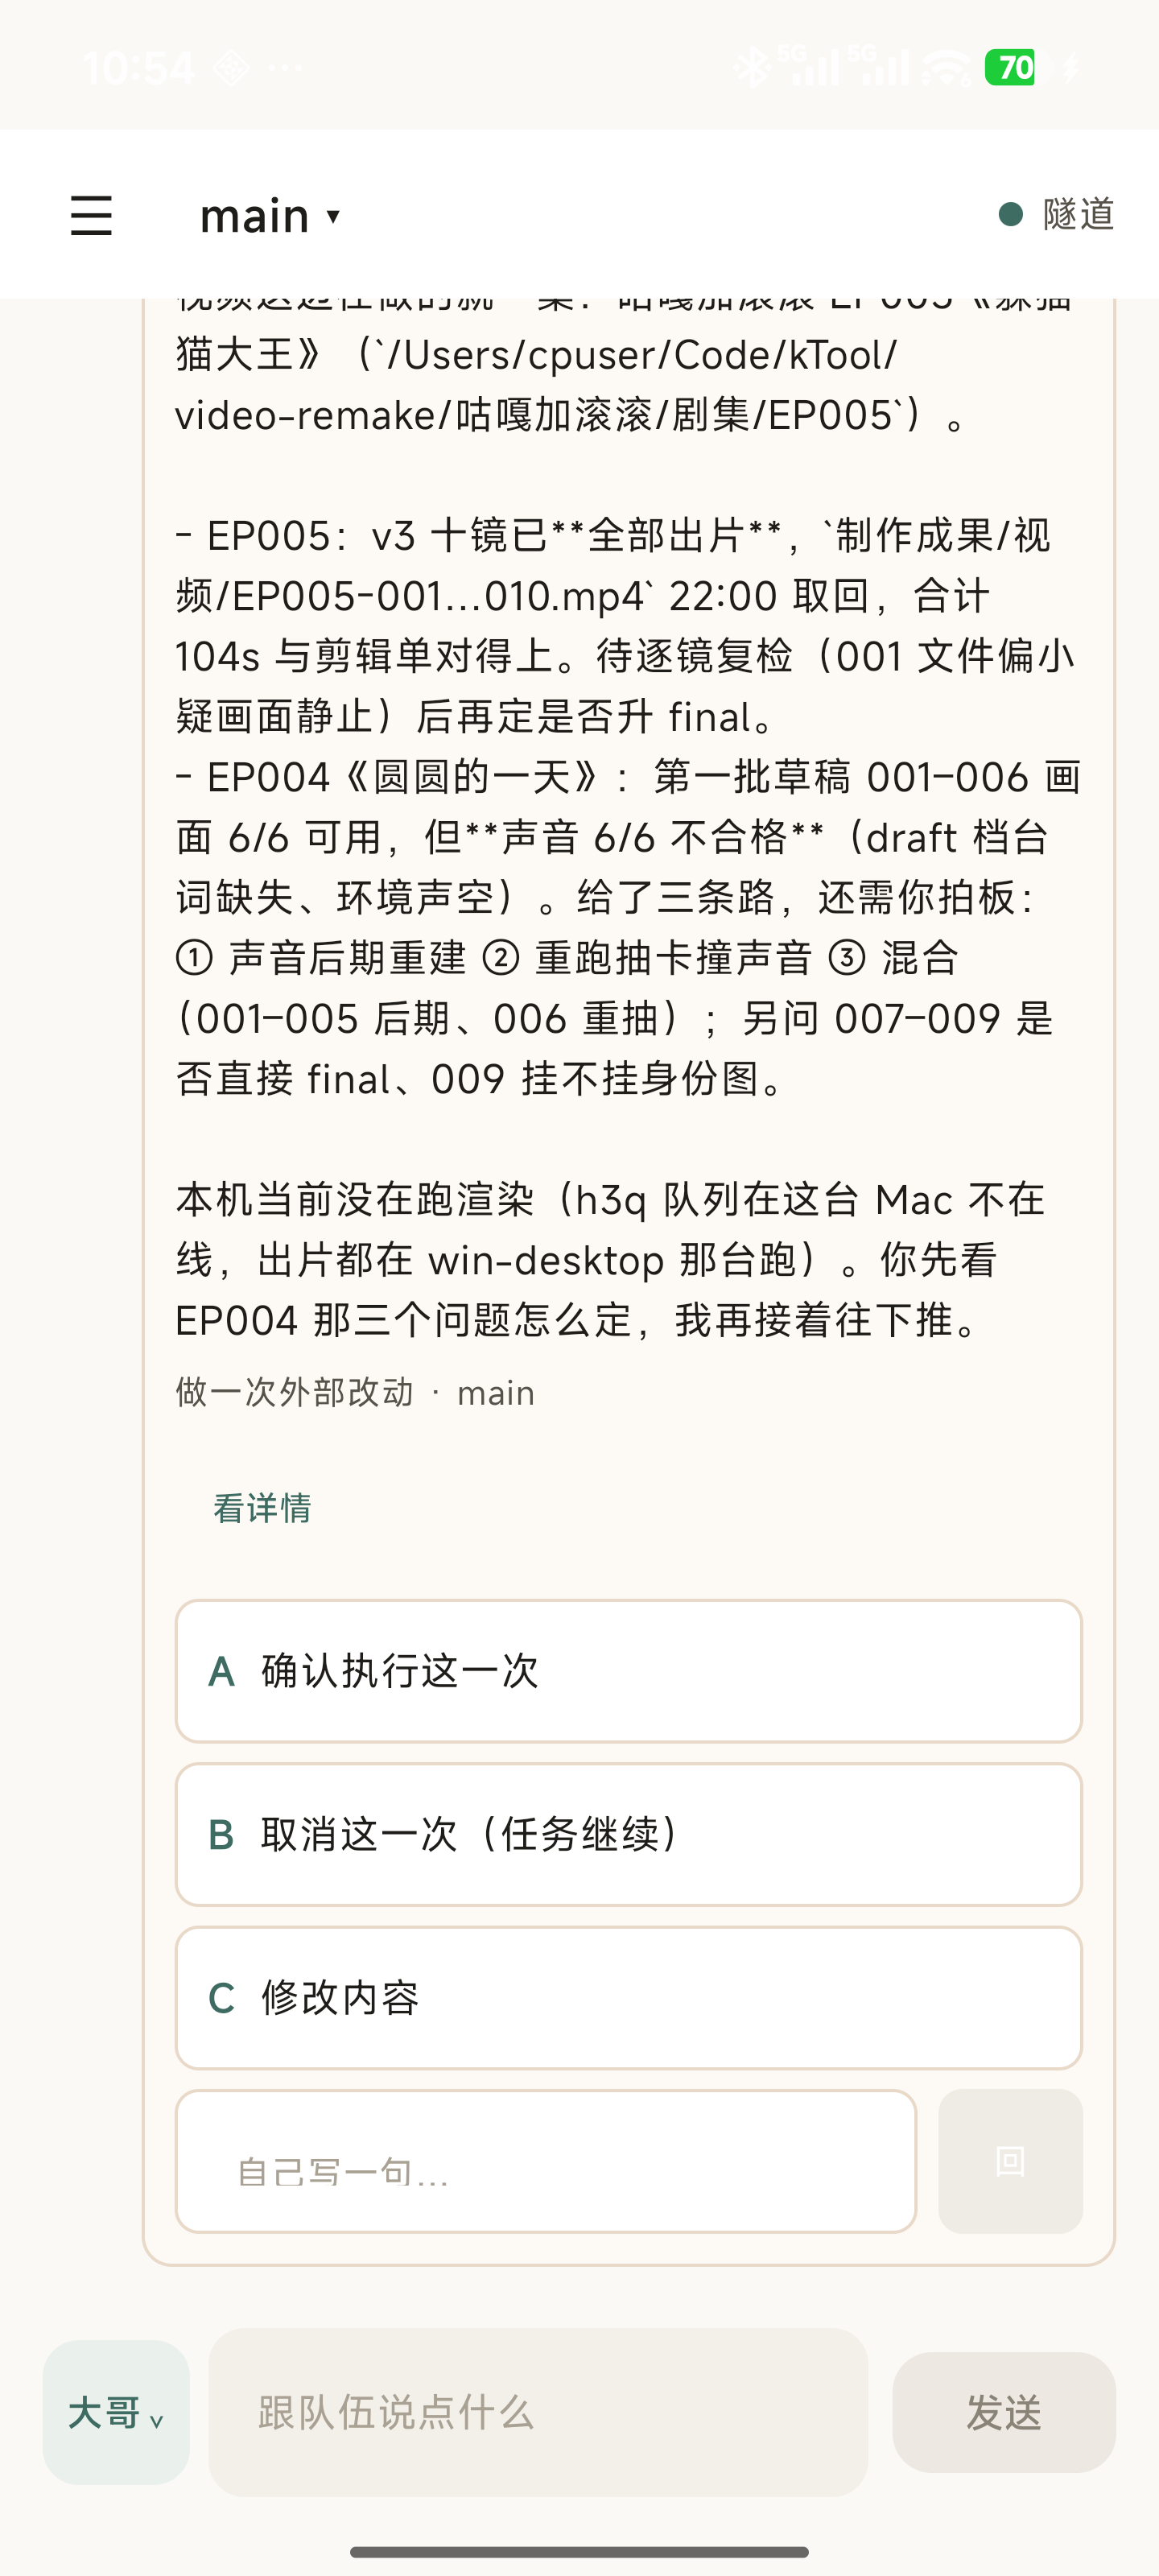 10:54 ...
5G 5G 6 70
☰ main ▾ 隧道
猫大王》（`/Users/cpuser/Code/kTool/
video-remake/咕嘎加滚滚/剧集/EP005`）。
- EP005：v3 十镜已**全部出片**，`制作成果/视
频/EP005-001…010.mp4` 22:00 取回，合计
104s 与剪辑单对得上。待逐镜复检（001 文件偏小
疑画面静止）后再定是否升 final。
- EP004《圆圆的一天》：第一批草稿 001–006 画
面 6/6 可用，但**声音 6/6 不合格**（draft 档台
词缺失、环境声空）。给了三条路，还需你拍板：
① 声音后期重建 ② 重跑抽卡撞声音 ③ 混合
（001–005 后期、006 重抽）；另问 007–009 是
否直接 final、009 挂不挂身份图。
本机当前没在跑渲染（h3q 队列在这台 Mac 不在
线，出片都在 win-desktop 那台跑）。你先看
EP004 那三个问题怎么定，我再接着往下推。
做一次外部改动 · main
看详情
A 确认执行这一次
B 取消这一次（任务继续）
C 修改内容
自己写一句...
回
大哥 ˅ 跟队伍说点什么 发送